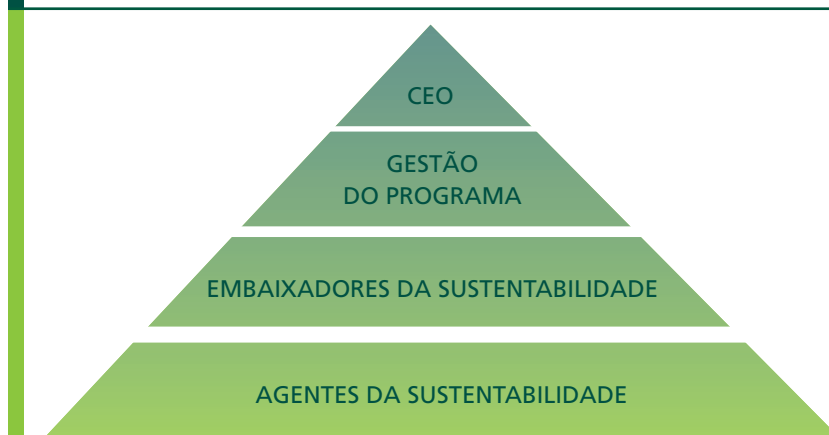 CEO
GESTÃO
DO PROGRAMA
EMBAIXADORES DA SUSTENTABILIDADE
AGENTES DA SUSTENTABILIDADE